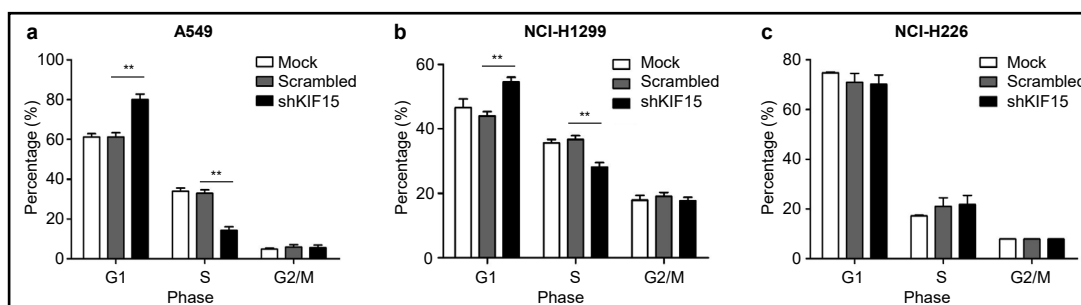 a
A549
Percentage (%)
100
80
60
40
20
0
**
**
Mock
Scrambled
shKIF15
G1
S
G2/M
Phase
b
NCI-H1299
Percentage (%)
60
40
20
0
**
**
Mock
Scrambled
shKIF15
G1
S
G2/M
Phase
c
NCI-H226
Percentage (%)
80
60
40
20
0
Mock
Scrambled
shKIF15
G1
S
G2/M
Phase